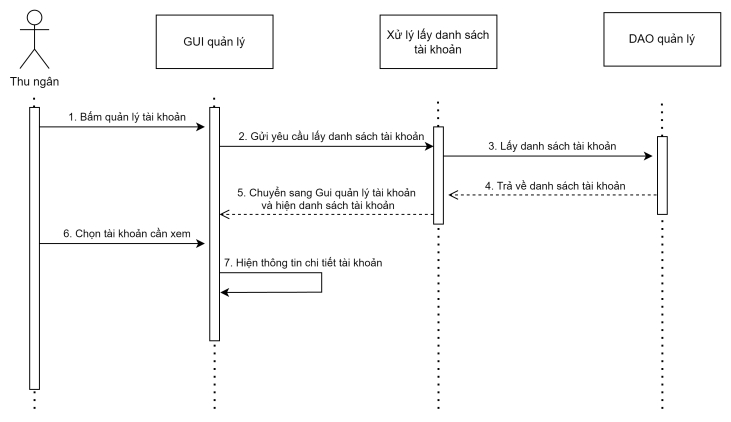 GUI quản lý
Xử lý lấy danh sách
tài khoản
DAO quản lý
Thu ngân
1. Bấm quản lý tài khoản
2. Gửi yêu cầu lấy danh sách tài khoản
3. Lấy danh sách tài khoản
4. Trả về danh sách tài khoản
5. Chuyển sang Gui quản lý tài khoản
và hiện danh sách tài khoản
6. Chọn tài khoản cần xem
7. Hiện thông tin chi tiết tài khoản